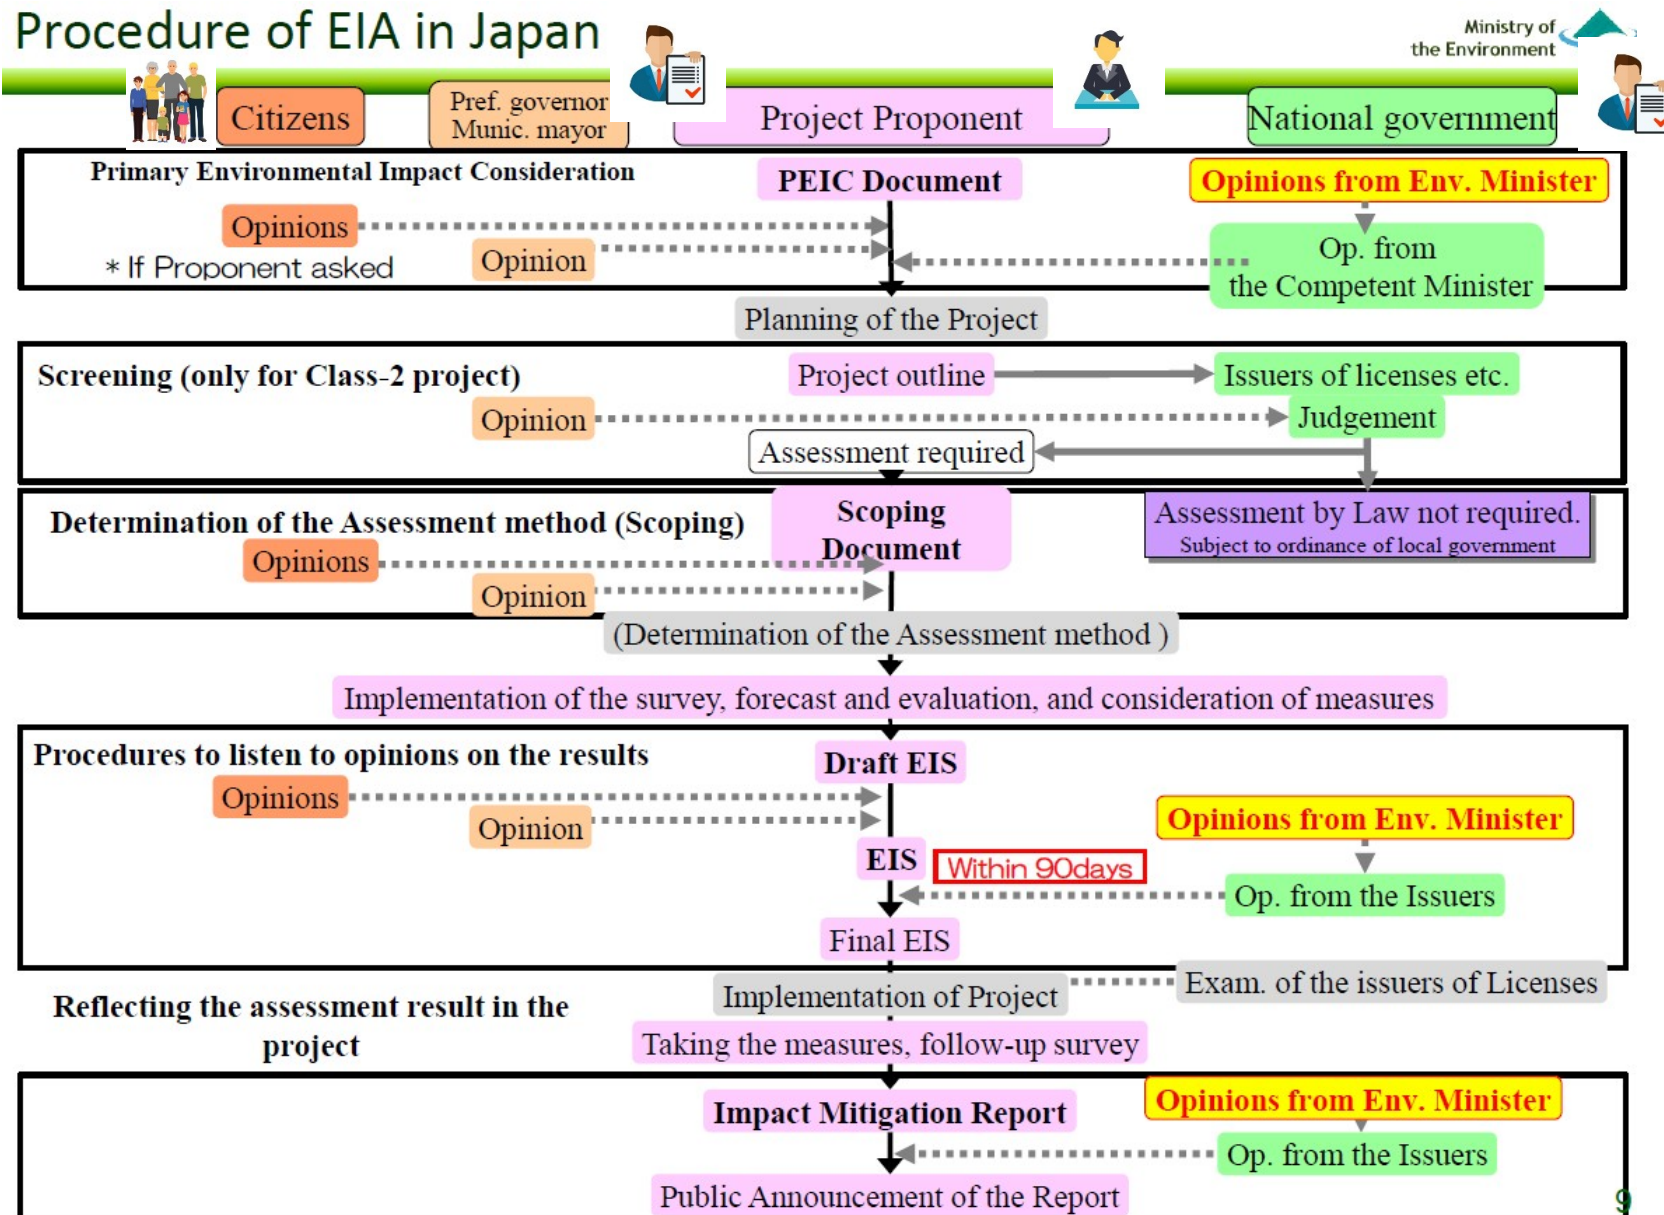 Procedure of EIA in Japan
Ministry of
the Environment
Citizens
Pref. governor
Munic. mayor
Project Proponent
National government
Primary Environmental Impact Consideration
PEIC Document
Opinions from Env. Minister
Opinions
Opinion
* If Proponent asked
Op. from
the Competent Minister
Planning of the Project
Screening (only for Class-2 project)
Project outline
Issuers of licenses etc.
Opinion
Judgement
Assessment required
Determination of the Assessment method (Scoping)
Scoping
Document
Assessment by Law not required.
Subject to ordinance of local government
Opinions
Opinion
(Determination of the Assessment method )
Implementation of the survey, forecast and evaluation, and consideration of measures
Procedures to listen to opinions on the results
Draft EIS
Opinions
Opinion
Opinions from Env. Minister
EIS
Within 90days
Op. from the Issuers
Final EIS
Implementation of Project
Exam. of the issuers of Licenses
Reflecting the assessment result in the
project
Taking the measures, follow-up survey
Impact Mitigation Report
Opinions from Env. Minister
Op. from the Issuers
Public Announcement of the Report
9